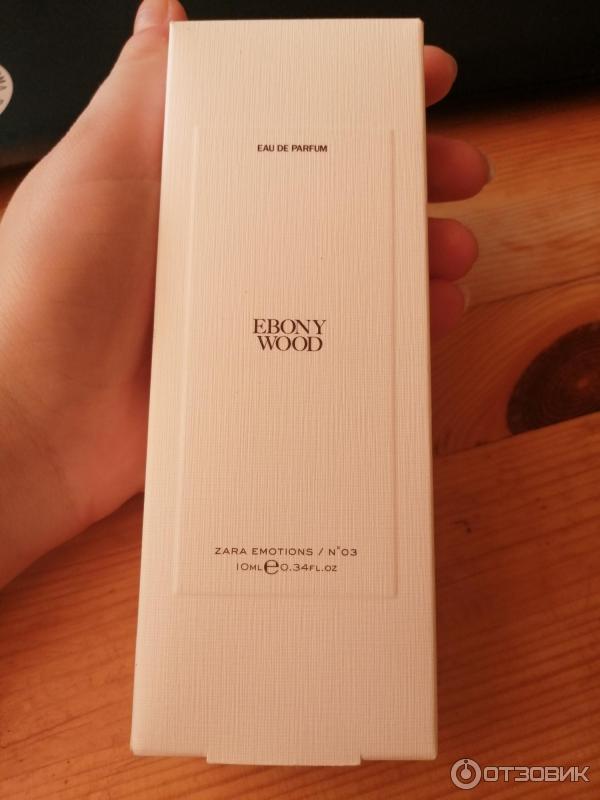 EAU DE PARFUM
EBONY
WOOD
ZARA EMOTIONS / N°03
10ML ℮ 0.34FL.OZ
ОТЗОВИК